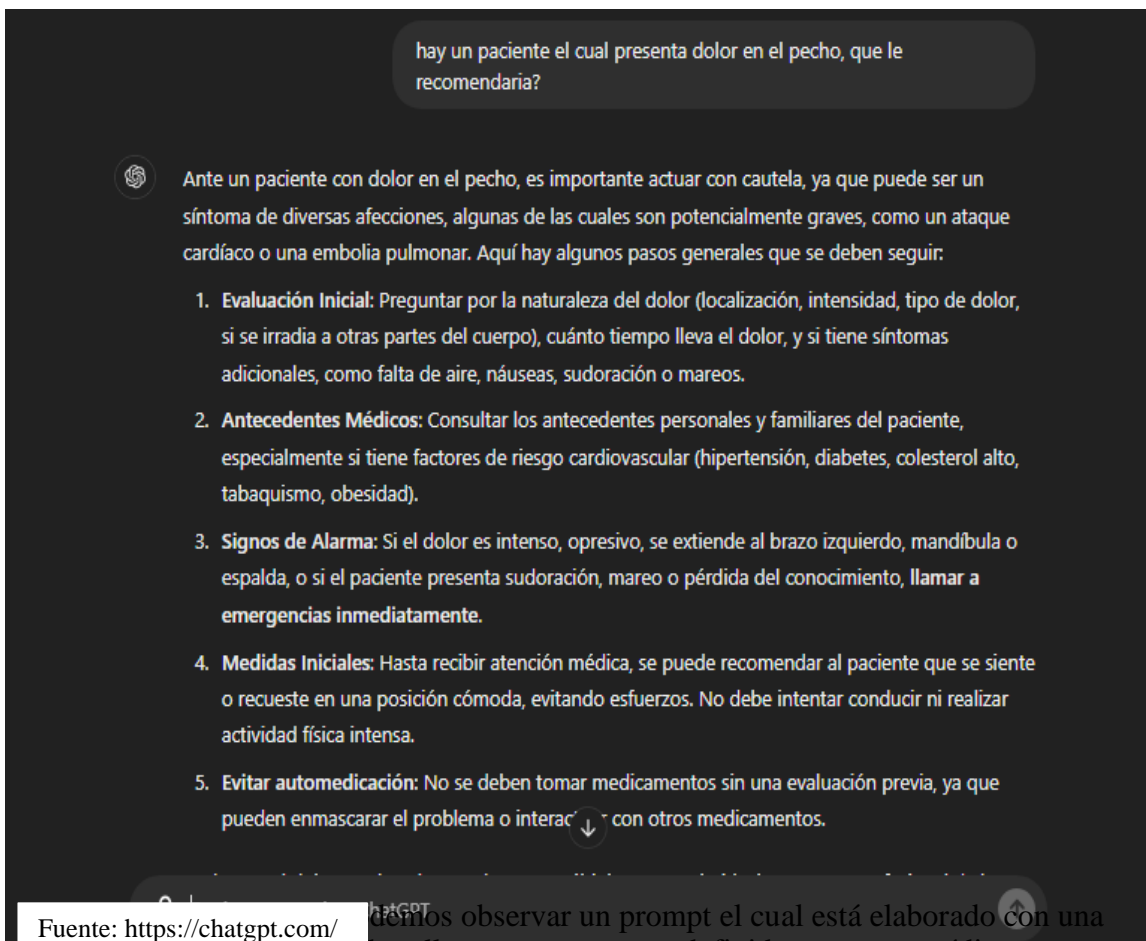 hay un paciente el cual presenta dolor en el pecho, que le
recomendaria?
Ante un paciente con dolor en el pecho, es importante actuar con cautela, ya que puede ser un
síntoma de diversas afecciones, algunas de las cuales son potencialmente graves, como un ataque
cardíaco o una embolia pulmonar. Aquí hay algunos pasos generales que se deben seguir:
1. Evaluación Inicial: Preguntar por la naturaleza del dolor (localización, intensidad, tipo de dolor,
si se irradia a otras partes del cuerpo), cuánto tiempo lleva el dolor, y si tiene síntomas
adicionales, como falta de aire, náuseas, sudoración o mareos.
2. Antecedentes Médicos: Consultar los antecedentes personales y familiares del paciente,
especialmente si tiene factores de riesgo cardiovascular (hipertensión, diabetes, colesterol alto,
tabaquismo, obesidad).
3. Signos de Alarma: Si el dolor es intenso, opresivo, se extiende al brazo izquierdo, mandíbula o
espalda, o si el paciente presenta sudoración, mareo o pérdida del conocimiento, llamar a
emergencias inmediatamente.
4. Medidas Iniciales: Hasta recibir atención médica, se puede recomendar al paciente que se siente
o recueste en una posición cómoda, evitando esfuerzos. No debe intentar conducir ni realizar
actividad física intensa.
5. Evitar automedicación: No se deben tomar medicamentos sin una evaluación previa, ya que
pueden enmascarar el problema o con otros medicamentos.
Fuente: https://chatgpt.com/
observar un prompt el cual está elaborado con una